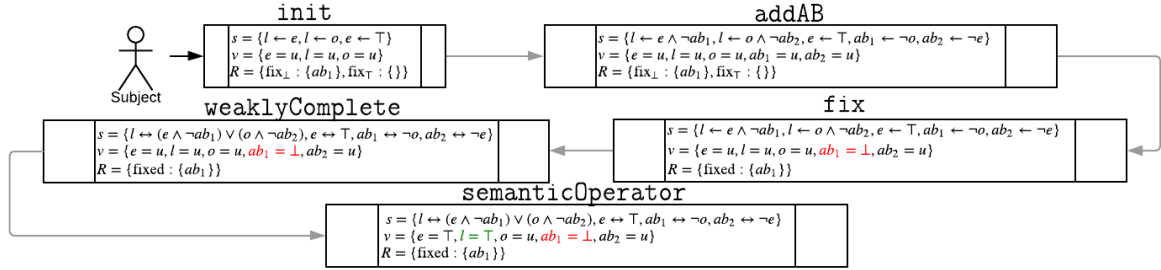 init
s = {l ← e, l ← o, e ← ⊤}
v = {e = u, l = u, o = u}
R = {fix⊥ : {ab₁}, fix⊤ : {}}
Subject
addAB
s = {l ← e ∧ ¬ab₁, l ← o ∧ ¬ab₂, e ← ⊤, ab₁ ← ¬o, ab₂ ← ¬e}
v = {e = u, l = u, o = u, ab₁ = u, ab₂ = u}
R = {fix⊥ : {ab₁}, fix⊤ : {}}
fix
s = {l ← e ∧ ¬ab₁, l ← o ∧ ¬ab₂, e ← ⊤, ab₁ ← ¬o, ab₂ ← ¬e}
v = {e = u, l = u, o = u, ab₁ = ⊥, ab₂ = u}
R = {fixed : {ab₁}}
weaklyComplete
s = {l ↔ (e ∧ ¬ab₁) ∨ (o ∧ ¬ab₂), e ↔ ⊤, ab₁ ↔ ¬o, ab₂ ↔ ¬e}
v = {e = u, l = u, o = u, ab₁ = ⊥, ab₂ = u}
R = {fixed : {ab₁}}
semanticOperator
s = {l ↔ (e ∧ ¬ab₁) ∨ (o ∧ ¬ab₂), e ↔ ⊤, ab₁ ↔ ¬o, ab₂ ↔ ¬e}
v = {e = ⊤, l = ⊤, o = u, ab₁ = ⊥, ab₂ = u}
R = {fixed : {ab₁}}